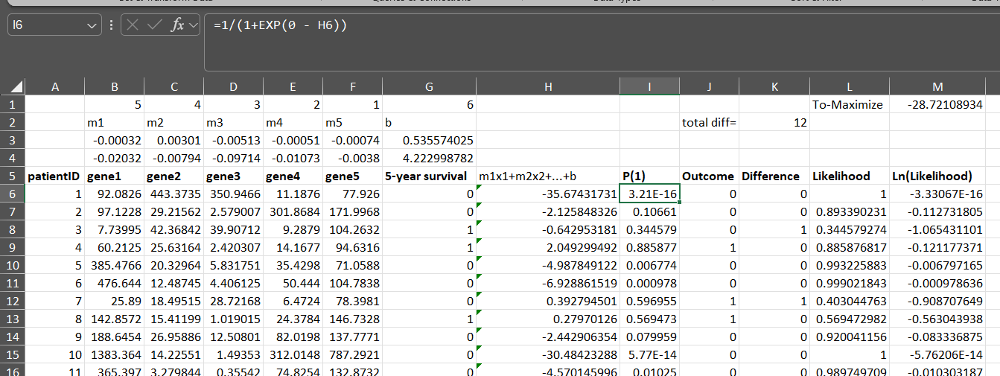 I6 fx =1/(1+EXP(0 - H6))
A B C D E F G H I J K L M
1 5 4 3 2 1 6 To-Maximize -28.72108934
2 m1 m2 m3 m4 m5 b total diff= 12
3 -0.00032 0.00301 -0.00513 -0.00051 -0.00074 0.535574025
4 -0.02032 -0.00794 -0.09714 -0.01073 -0.0038 4.222998782
5 patientID gene1 gene2 gene3 gene4 gene5 5-year survival m1x1+m2x2+...+b P(1) Outcome Difference Likelihood Ln(Likelihood)
6 1 92.0826 443.3735 350.9466 11.1876 77.926 0 -35.67431731 3.21E-16 0 0 1 -3.33067E-16
7 2 97.1228 29.21562 2.579007 301.8684 171.9968 0 -2.125848326 0.10661 0 0 0.893390231 -0.112731805
8 3 7.73995 42.36842 39.90712 9.2879 104.2632 1 -0.642953181 0.344579 0 1 0.344579274 -1.065431101
9 4 60.2125 25.63164 2.420307 14.1677 94.6316 1 2.049299492 0.885877 1 0 0.885876817 -0.121177371
10 5 385.4766 20.32964 5.831751 35.4298 71.0588 0 -4.987849122 0.006774 0 0 0.993225883 -0.006797165
11 6 476.644 12.48745 4.406125 50.444 104.7838 0 -6.928861519 0.000978 0 0 0.999021843 -0.000978636
12 7 25.89 18.49515 28.72168 6.4724 78.3981 0 0.392794501 0.596955 1 1 0.403044763 -0.908707649
13 8 142.8572 15.41199 1.019015 24.3784 146.7328 1 0.27970126 0.569473 1 0 0.569472982 -0.563043938
14 9 188.6454 26.95886 12.50801 82.0198 137.7771 0 -2.442906354 0.079959 0 0 0.920041156 -0.083336875
15 10 1383.364 14.22551 1.49353 312.0148 787.2921 0 -30.48423288 5.77E-14 0 0 1 -5.76206E-14
16 11 365.397 3.279844 0.35542 74.8254 132.8732 0 -4.570145996 0.01025 0 0 0.989749709 -0.010303187